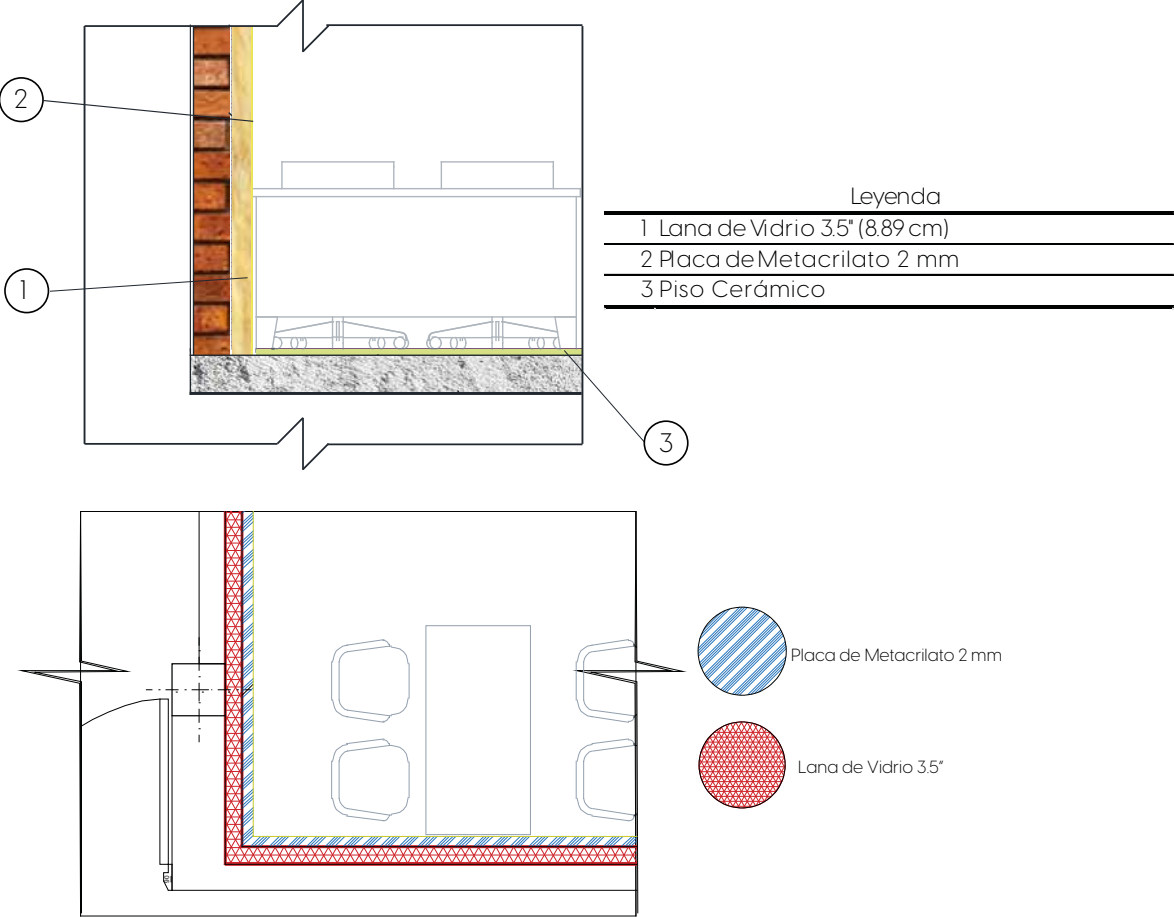 2
Leyenda
1 Lana de Vidrio 3.5" (8.89 cm)
2 Placa de Metacrilato 2 mm
3 Piso Cerámico
1
3
Placa de Metacrilato 2 mm
Lana de Vidrio 3.5"